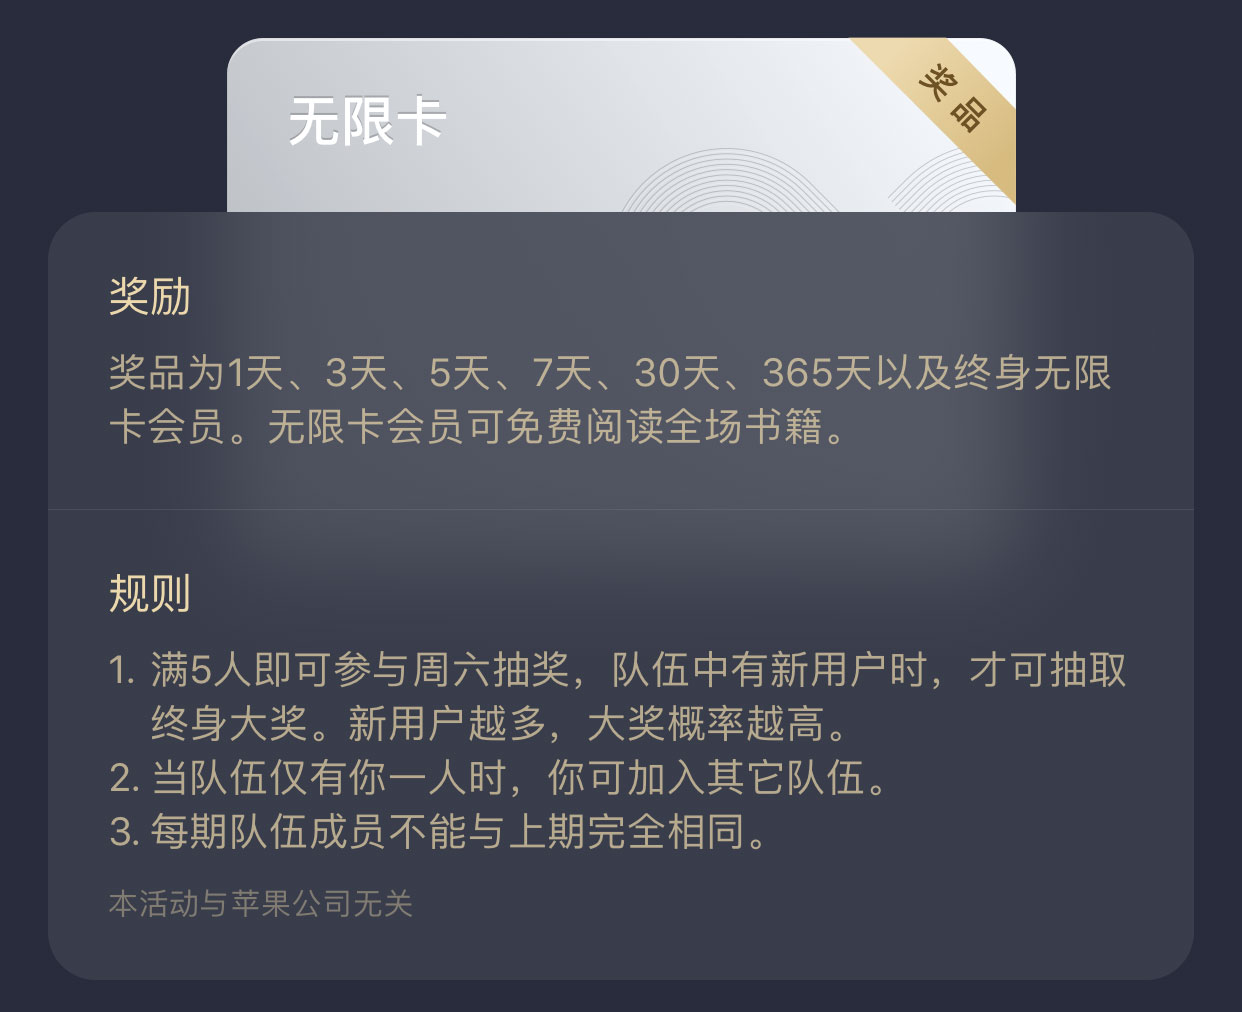 无限卡
奖品
奖励
奖品为1天、3天、5天、7天、30天、365天以及终身无限
卡会员。无限卡会员可免费阅读全场书籍。
规则
1. 满5人即可参与周六抽奖，队伍中有新用户时，才可抽取
终身大奖。新用户越多，大奖概率越高。
2. 当队伍仅有你一人时，你可加入其它队伍。
3. 每期队伍成员不能与上期完全相同。
本活动与苹果公司无关